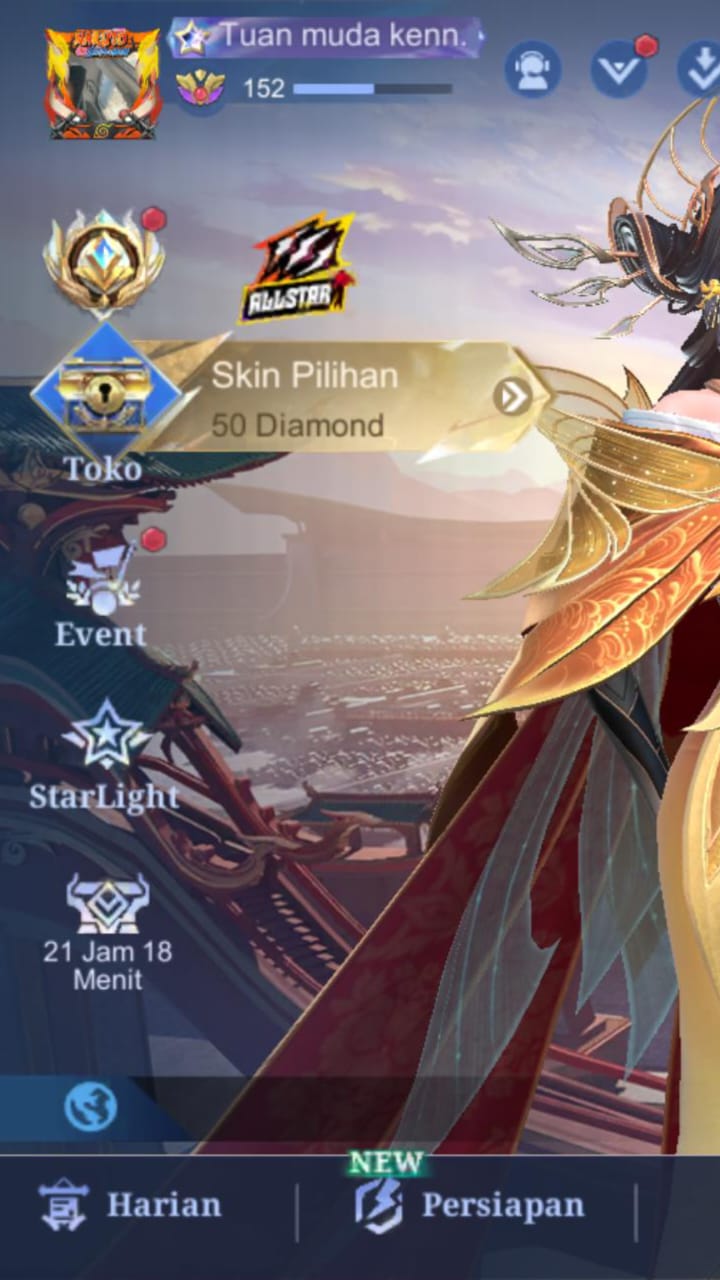 Tuan muda kenn.
152
ALLSTAR
Skin Pilihan
50 Diamond
Toko
Event
StarLight
21 Jam 18
Menit
NEW
Harian
Persiapan